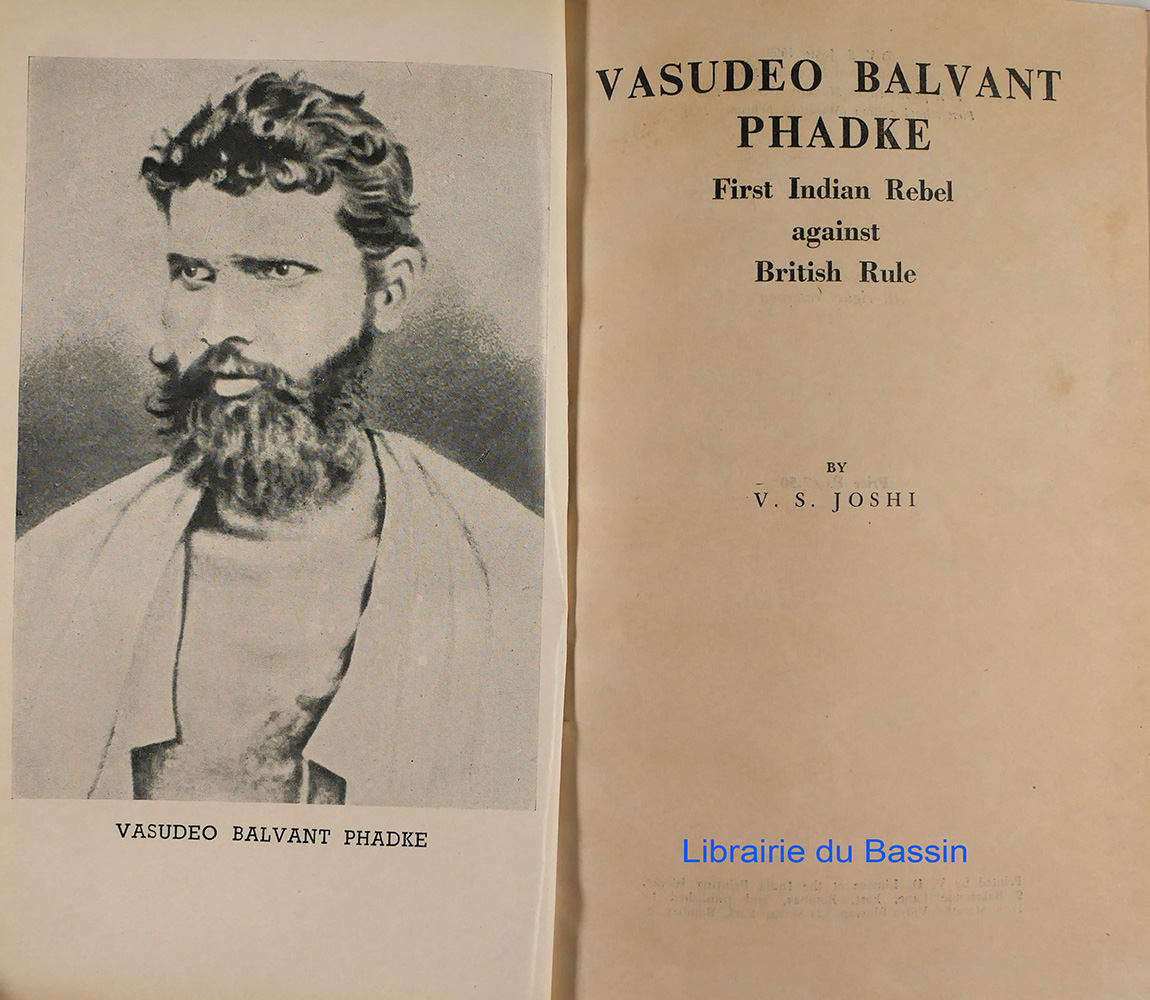 VASUDEO BALVANT PHADKE
VASUDEO BALVANT
PHADKE
First Indian Rebel
against
British Rule
BY
V. S. JOSHI
Librairie du Bassin